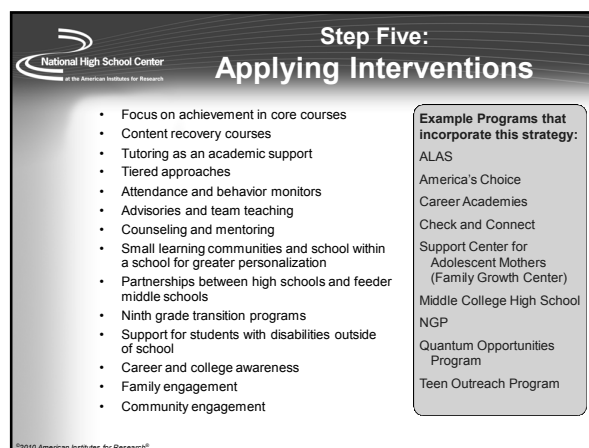 National High School Center
at the American Institutes for Research
Step Five:
Applying Interventions
• Focus on achievement in core courses
• Content recovery courses
• Tutoring as an academic support
• Tiered approaches
• Attendance and behavior monitors
• Advisories and team teaching
• Counseling and mentoring
• Small learning communities and school within
a school for greater personalization
• Partnerships between high schools and feeder
middle schools
• Ninth grade transition programs
• Support for students with disabilities outside
of school
• Career and college awareness
• Family engagement
• Community engagement
Example Programs that
incorporate this strategy:
ALAS
America's Choice
Career Academies
Check and Connect
Support Center for
Adolescent Mothers
(Family Growth Center)
Middle College High School
NGP
Quantum Opportunities
Program
Teen Outreach Program
©2010 American Institutes for Research®